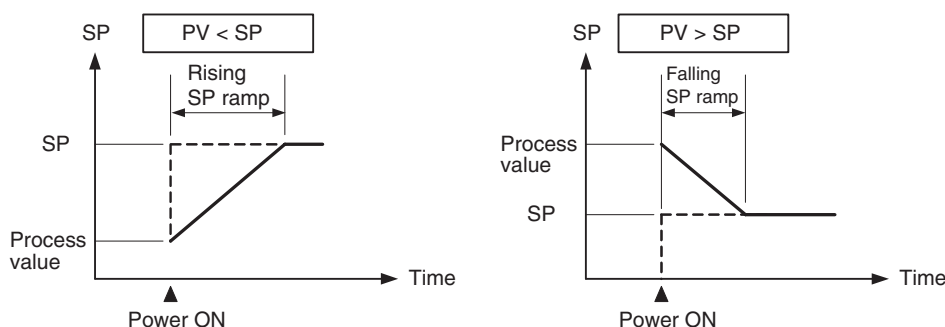 SP
PV < SP
Rising
SP ramp
SP
Process
value
Time
Power ON
SP
PV > SP
Falling
SP ramp
Process
value
SP
Time
Power ON